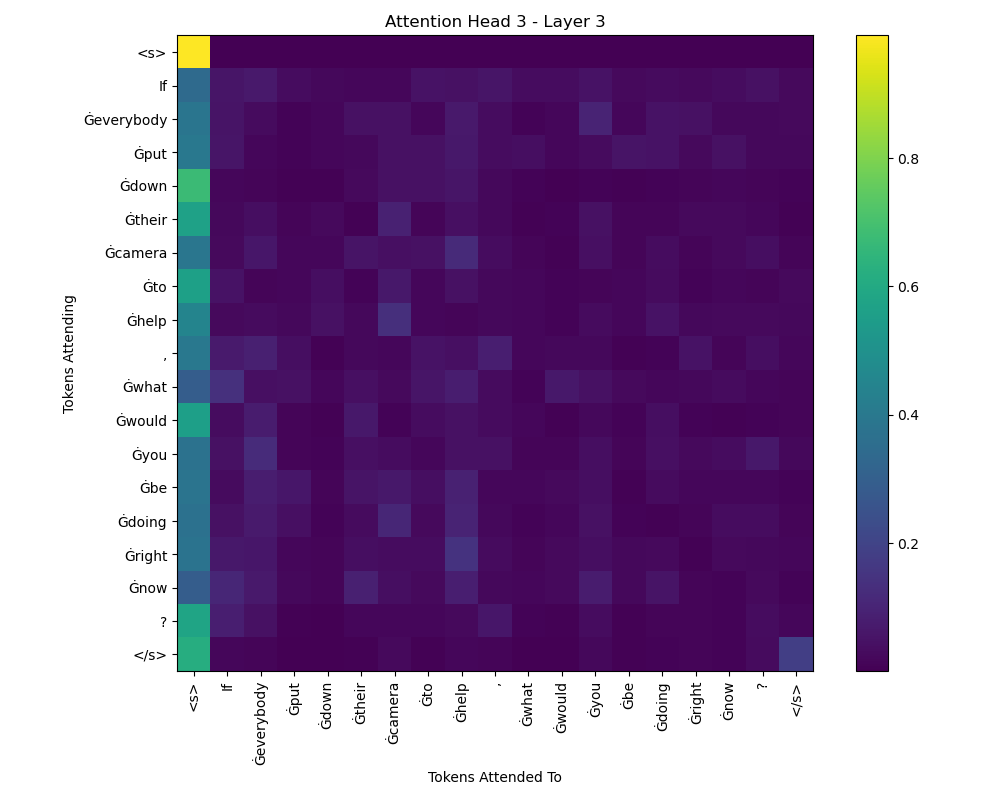 Attention Head 3 - Layer 3
Tokens Attending
<s>
If
Ġeverybody
Ġput
Ġdown
Ġtheir
Ġcamera
Ġto
Ġhelp
,
Ġwhat
Ġwould
Ġyou
Ġbe
Ġdoing
Ġright
Ġnow
?
</s>
<s>
If
Ġeverybody
Ġput
Ġdown
Ġtheir
Ġcamera
Ġto
Ġhelp
,
Ġwhat
Ġwould
Ġyou
Ġbe
Ġdoing
Ġright
Ġnow
?
</s>
Tokens Attended To
0.8
0.6
0.4
0.2